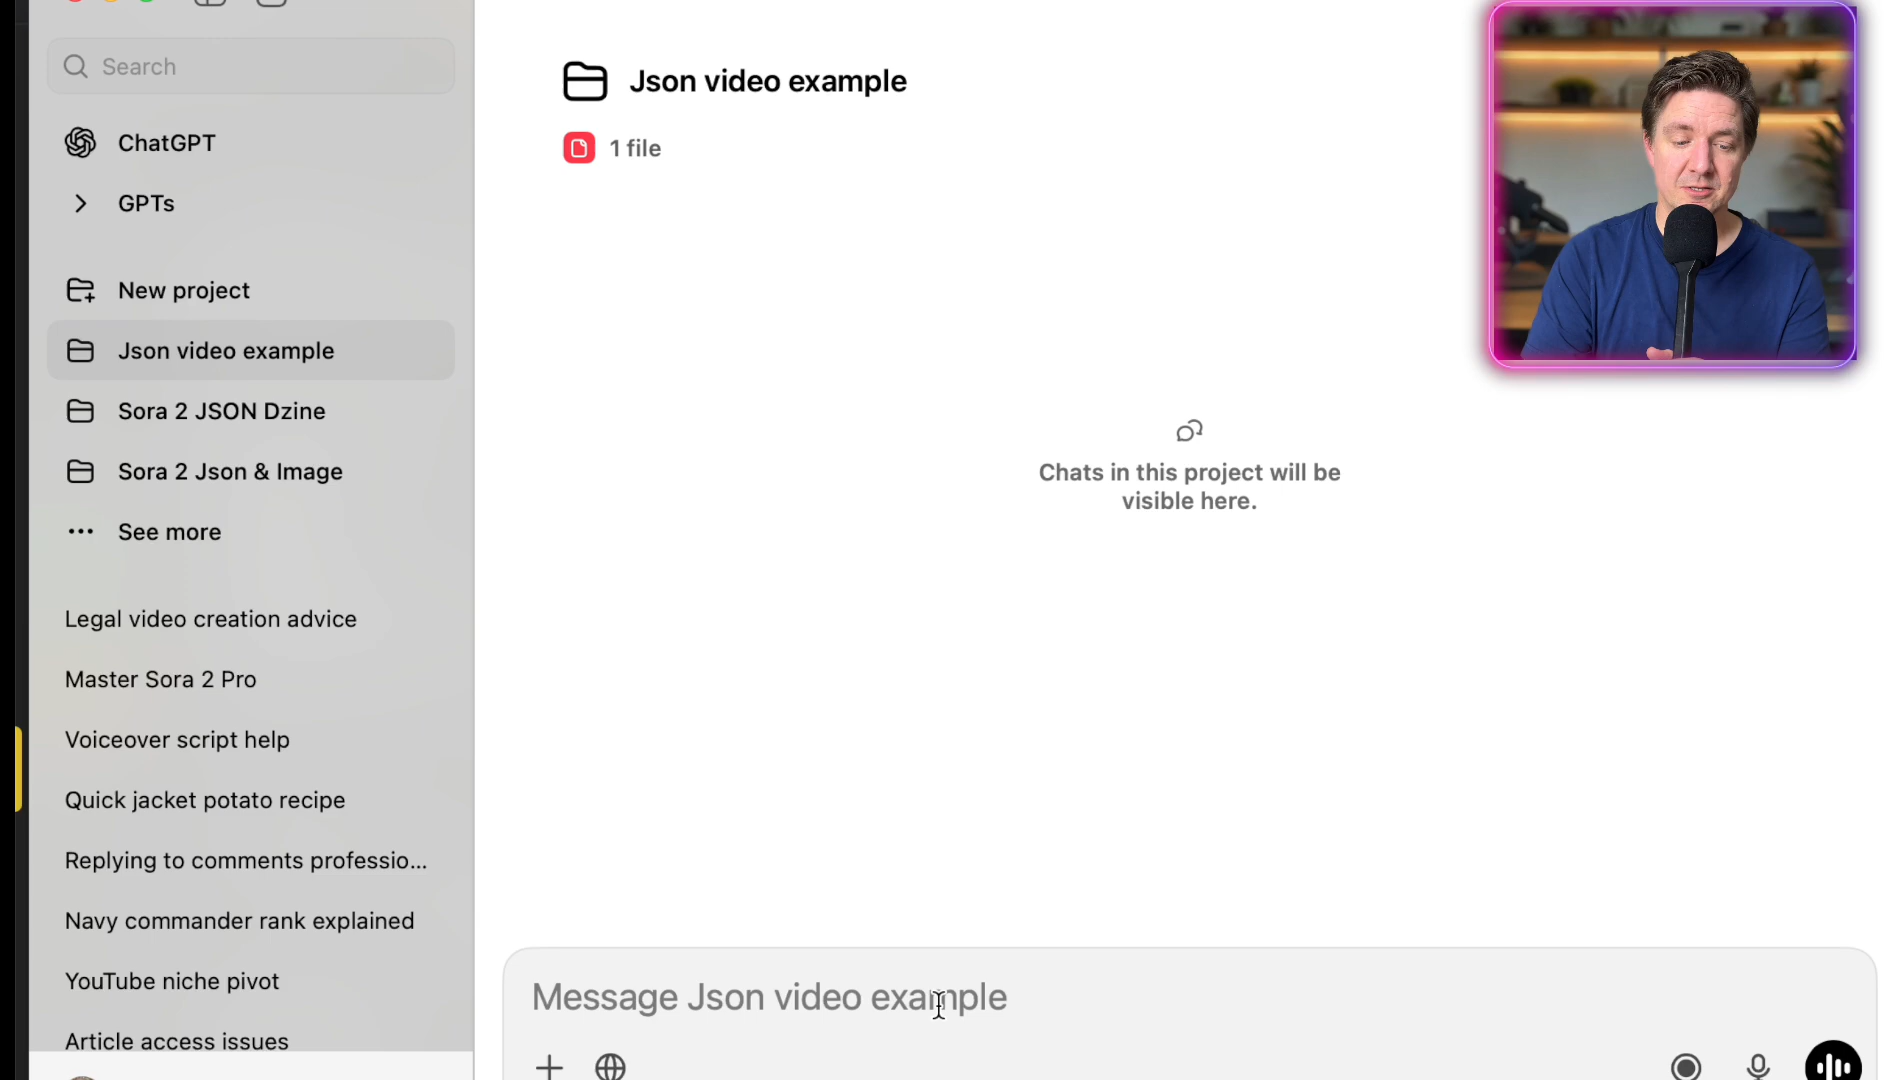 Search
ChatGPT
GPTs
New project
Json video example
Sora 2 JSON Dzine
Sora 2 Json & Image
See more
Legal video creation advice
Master Sora 2 Pro
Voiceover script help
Quick jacket potato recipe
Replying to comments professio...
Navy commander rank explained
YouTube niche pivot
Article access issues
Json video example
1 file
Chats in this project will be
visible here.
Message Json video example